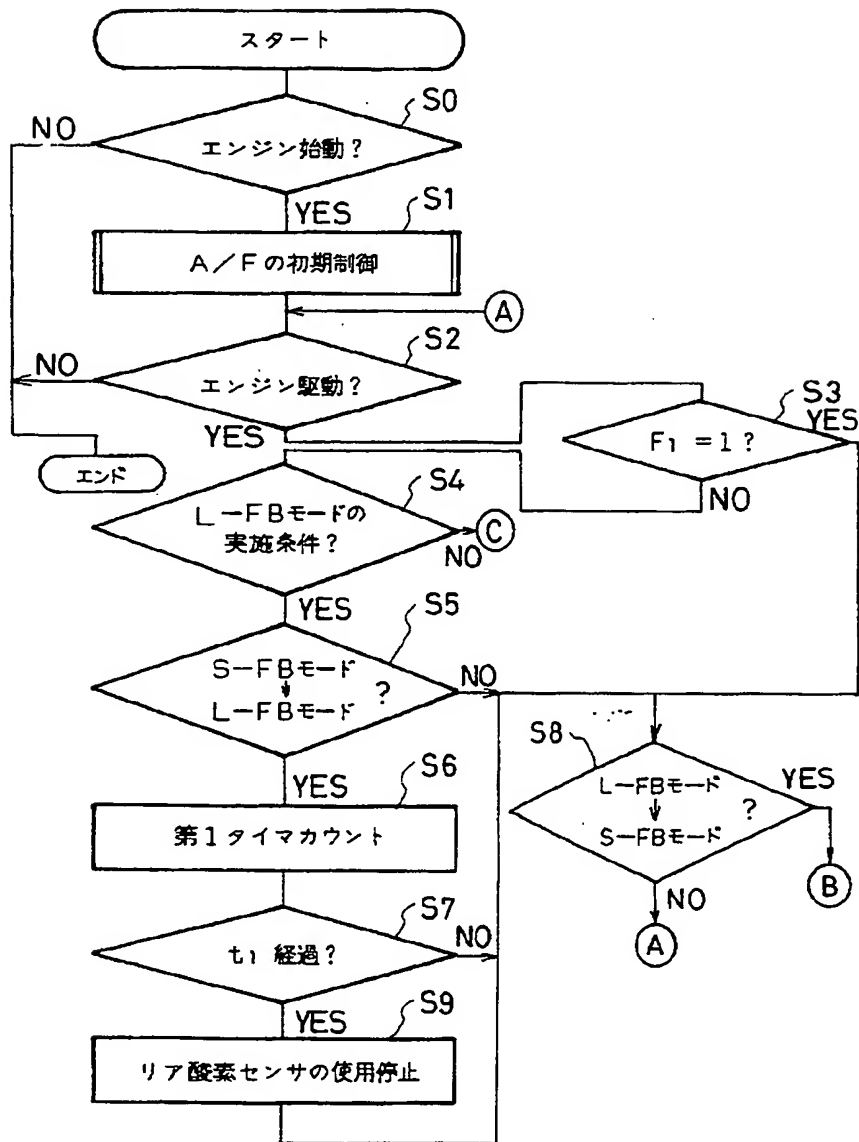 スタート
S0
NO
エンジン始動?
YES
S1
A/Fの初期制御
A
S2
NO
エンジン駆動?
YES
S3
YES
F₁ =1?
NO
エンド
S4
L-FBモードの
実施条件?
C
NO
YES
S5
S-FBモード
↓
L-FBモード
?
NO
YES
S6
第1タイマカウント
S7
t₁ 経過?
NO
YES
S9
リア酸素センサの使用停止
S8
L-FBモード
↓
S-FBモード
?
YES
B
NO
A